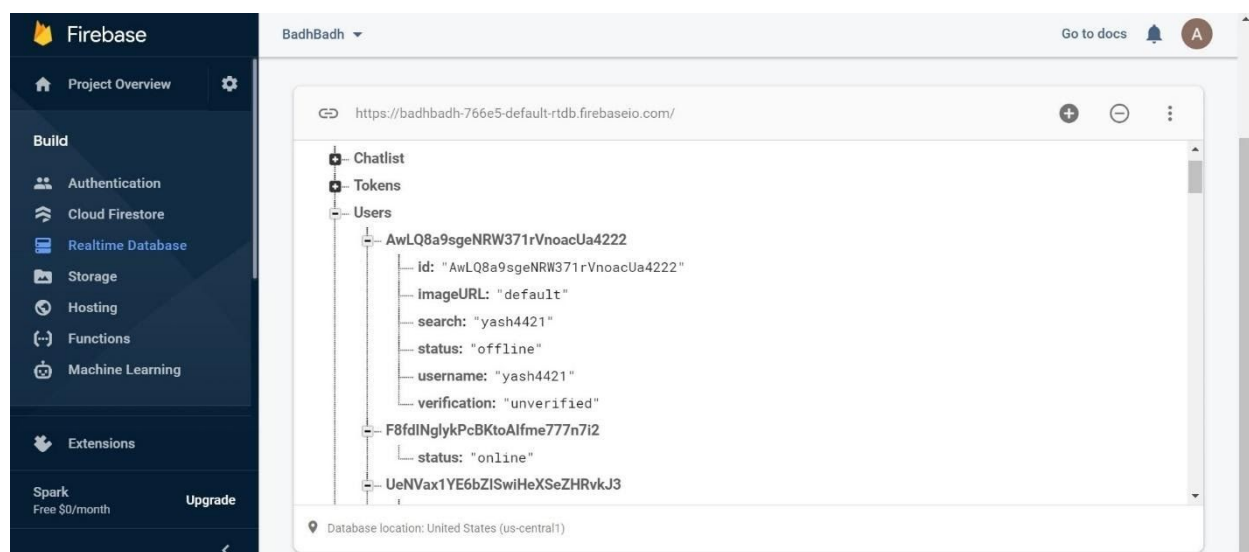 Firebase
BadhBadh
Go to docs
A
Project Overview
https://badhbadh-766e5-default-rtdb.firebaseio.com/
Build
Authentication
Cloud Firestore
Realtime Database
Storage
Hosting
Functions
Machine Learning
Extensions
Spark
Free $0/month
Upgrade
Chatlist
Tokens
Users
AwLQ8a9sgeNRW371rVnoacUa4222
id: "AwLQ8a9sgeNRW371rVnoacUa4222"
imageURL: "default"
search: "yash4421"
status: "offline"
username: "yash4421"
verification: "unverified"
F8fdINglykPcBKtoAIfme777n7i2
status: "online"
UeNVax1YE6bZISwiHeXSeZHRvkJ3
Database location: United States (us-central1)